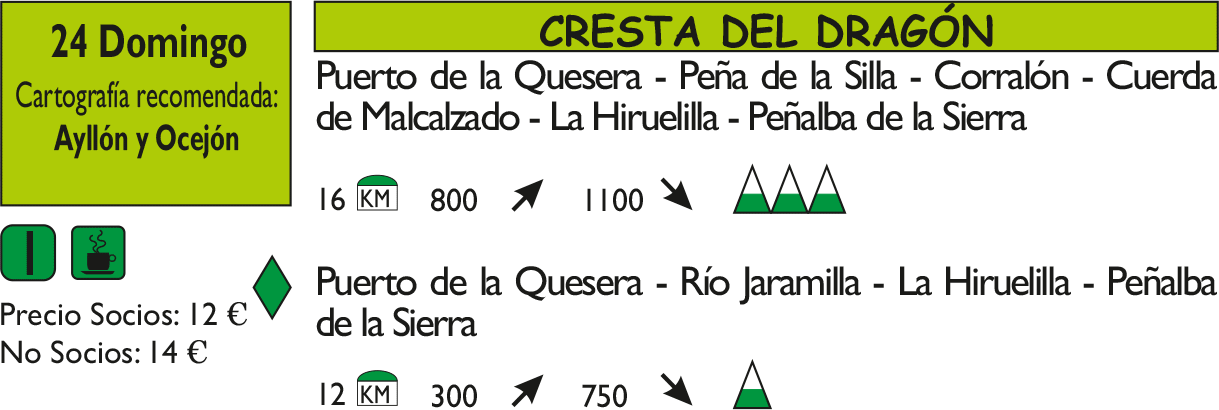 24 Domingo
Cartografía recomendada:
Ayllón y Ocejón
CRESTA DEL DRAGÓN
Puerto de la Quesera - Peña de la Silla - Corralón - Cuerda
de Malcalzado - La Hiruelilla - Peñalba de la Sierra
16 KM 800 1100
I
Precio Socios: 12 €
No Socios: 14 €
Puerto de la Quesera - Río Jaramilla - La Hiruelilla - Peñalba
de la Sierra
12 KM 300 750